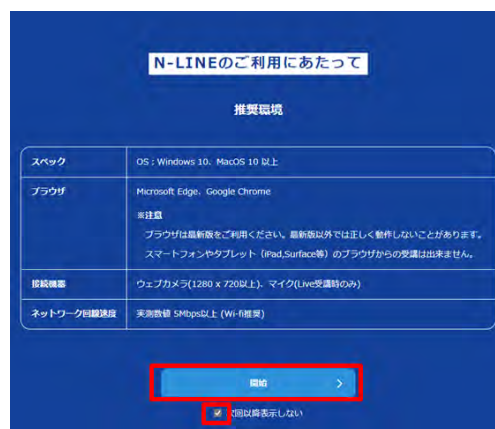 N-LINEのご利用にあたって
推奨環境
スペック
OS：Windows 10、MacOS 10 以上
ブラウザ
Microsoft Edge、Google Chrome
※注意
ブラウザは最新版をご利用ください。最新版以外では正しく動作しないことがあります。
スマートフォンやタブレット（iPad,Surface等）のブラウザからの受講は出来ません。
接続機器
ウェブカメラ(1280 x 720以上)、マイク(Live受講時のみ)
ネットワーク回線速度
実測数値 5Mbps以上 (Wi-fi推奨)
開始
次回以降表示しない